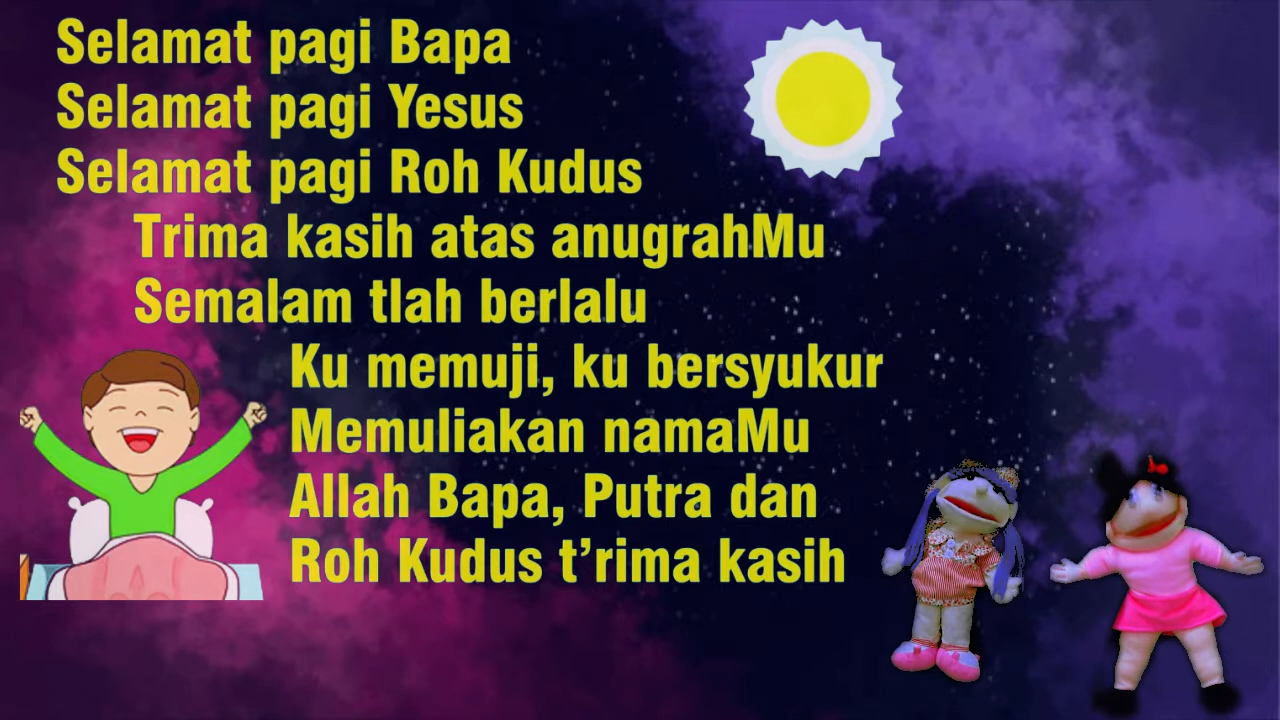 Selamat pagi Bapa
Selamat pagi Yesus
Selamat pagi Roh Kudus
Trima kasih atas anugrahMu
Semalam tlah berlalu
Ku memuji, ku bersyukur
Memuliakan namaMu
Allah Bapa, Putra dan
Roh Kudus t’rima kasih